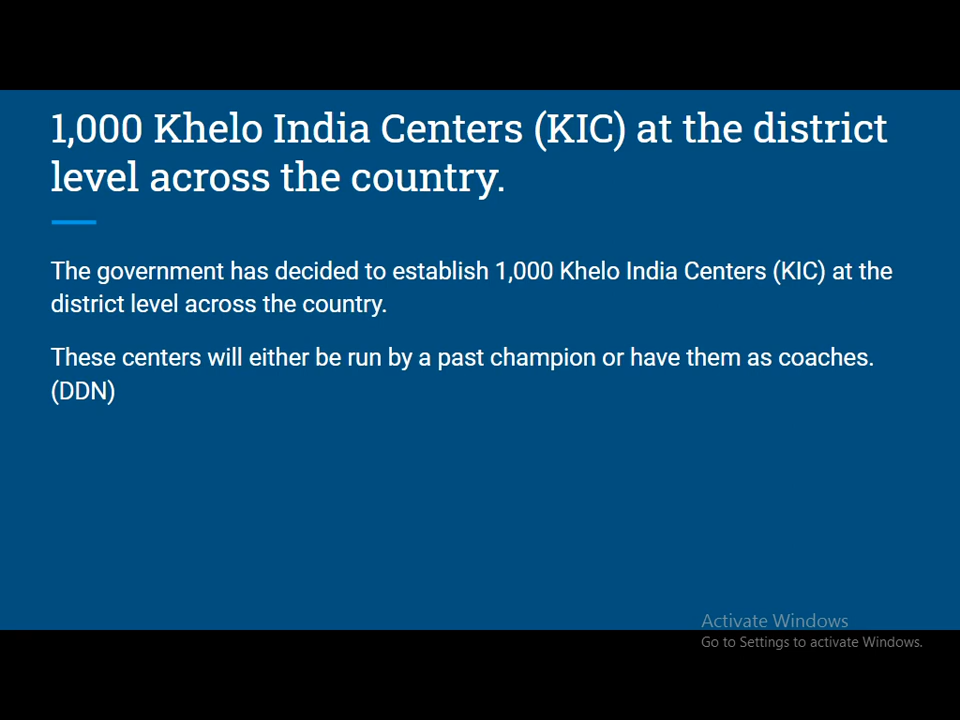 1,000 Khelo India Centers (KIC) at the district
level across the country.
The government has decided to establish 1,000 Khelo India Centers (KIC) at the
district level across the country.
These centers will either be run by a past champion or have them as coaches.
(DDN)
Activate Windows
Go to Settings to activate Windows.